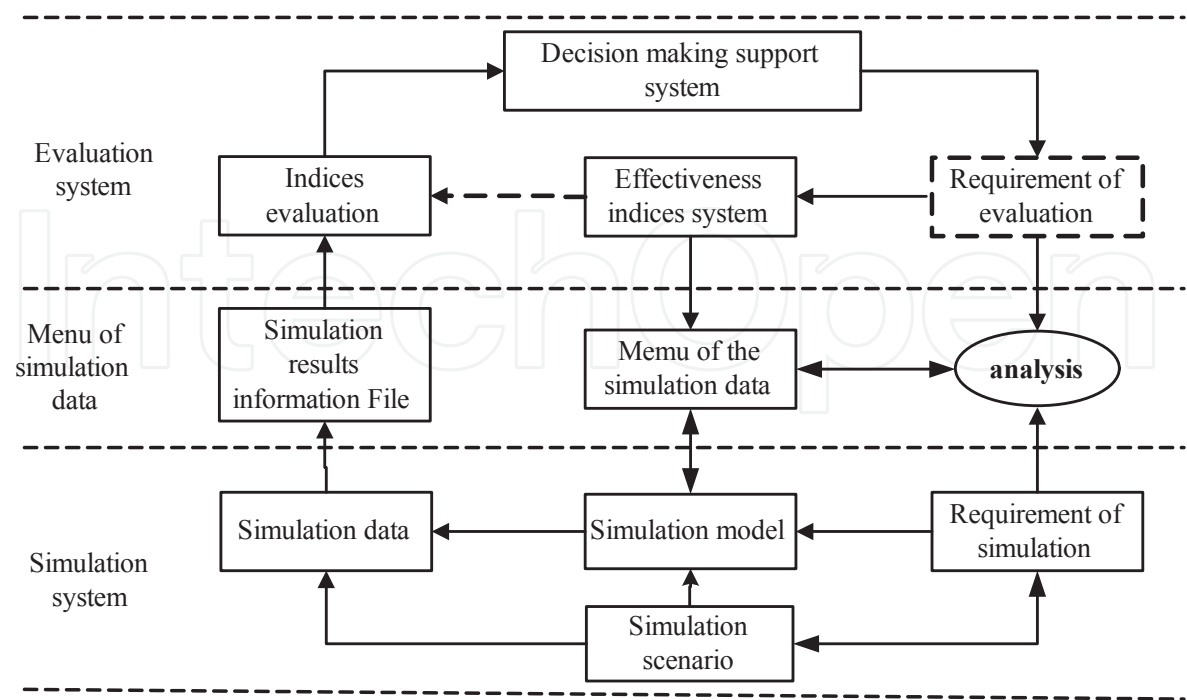 Decision making support
system
Evaluation
system
Indices
evaluation
Effectiveness
indices system
Requirement of
evaluation
IntechOpen
Menu of
simulation
data
Simulation
results
information File
Memu of the
simulation data
analysis
Simulation
system
Simulation data
Simulation model
Requirement of
simulation
Simulation
scenario